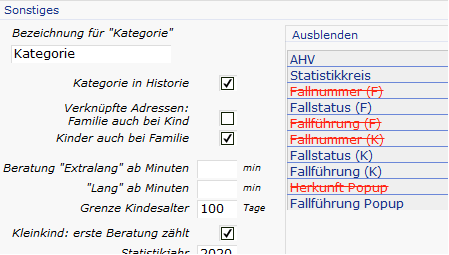 Sonstiges
Bezeichnung für "Kategorie"
Kategorie
Kategorie in Historie
Verknüpfte Adressen:
Familie auch bei Kind
Kinder auch bei Familie
Beratung "Extralang" ab Minuten min
"Lang" ab Minuten min
Grenze Kindesalter 100 Tage
Kleinkind: erste Beratung zählt
Statistikjahr 2020
Ausblenden
AHV
Statistikkreis
Fallnummer (F)
Fallstatus (F)
Fallführung (F)
Fallnummer (K)
Fallstatus (K)
Fallführung (K)
Herkunft Popup
Fallführung Popup